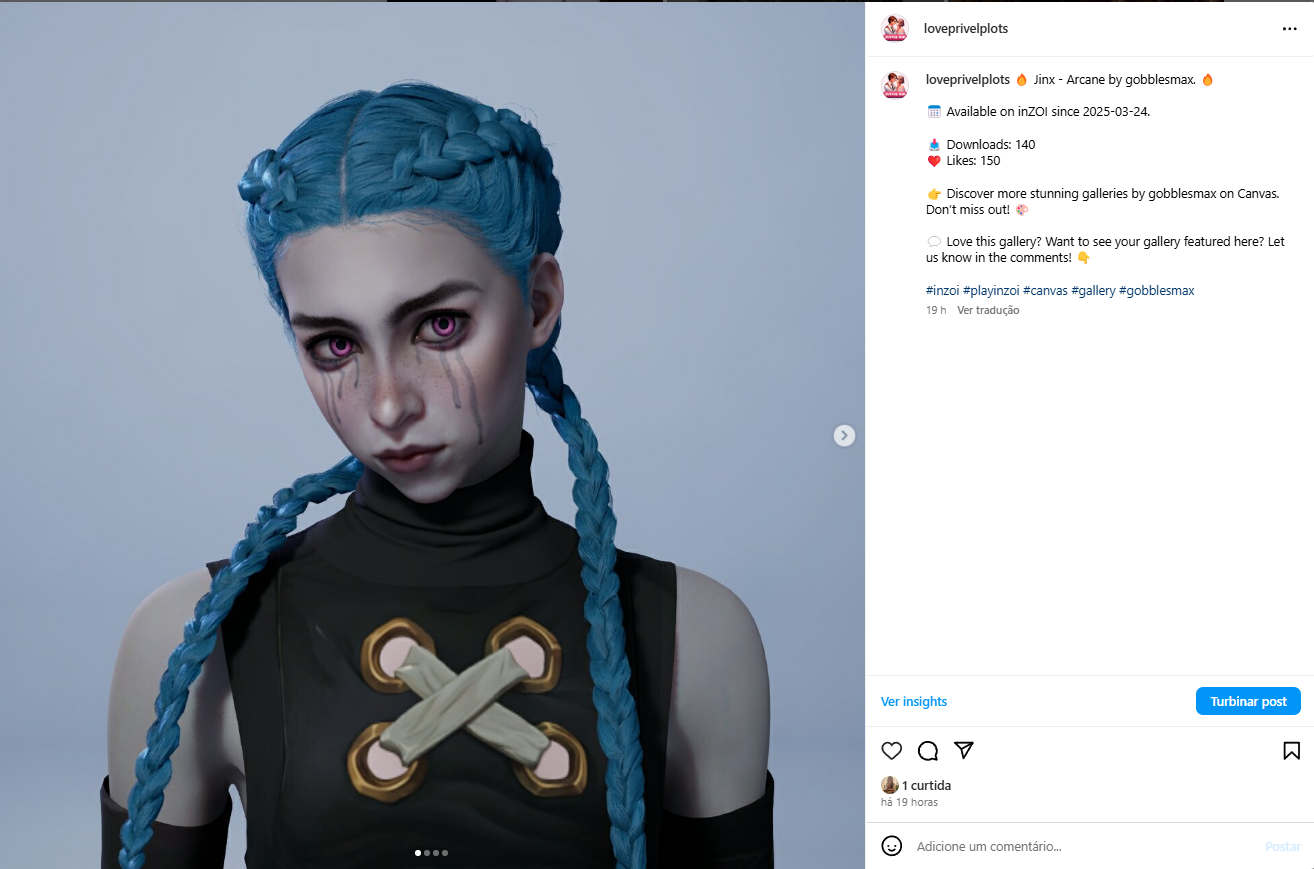 loveprivelplots
loveprivelplots 🔥 Jinx - Arcane by gobblesmax. 🔥
📅 Available on inZOI since 2025-03-24.
📥 Downloads: 140
❤️ Likes: 150
👉 Discover more stunning galleries by gobblesmax on Canvas.
Don't miss out! 🎨
💬 Love this gallery? Want to see your gallery featured here? Let
us know in the comments! 👇
#inzoi #playinzoi #canvas #gallery #gobblesmax
19 h Ver tradução
Ver insights
Turbinar post
1 curtida
há 19 horas
Adicione um comentário...
Postar